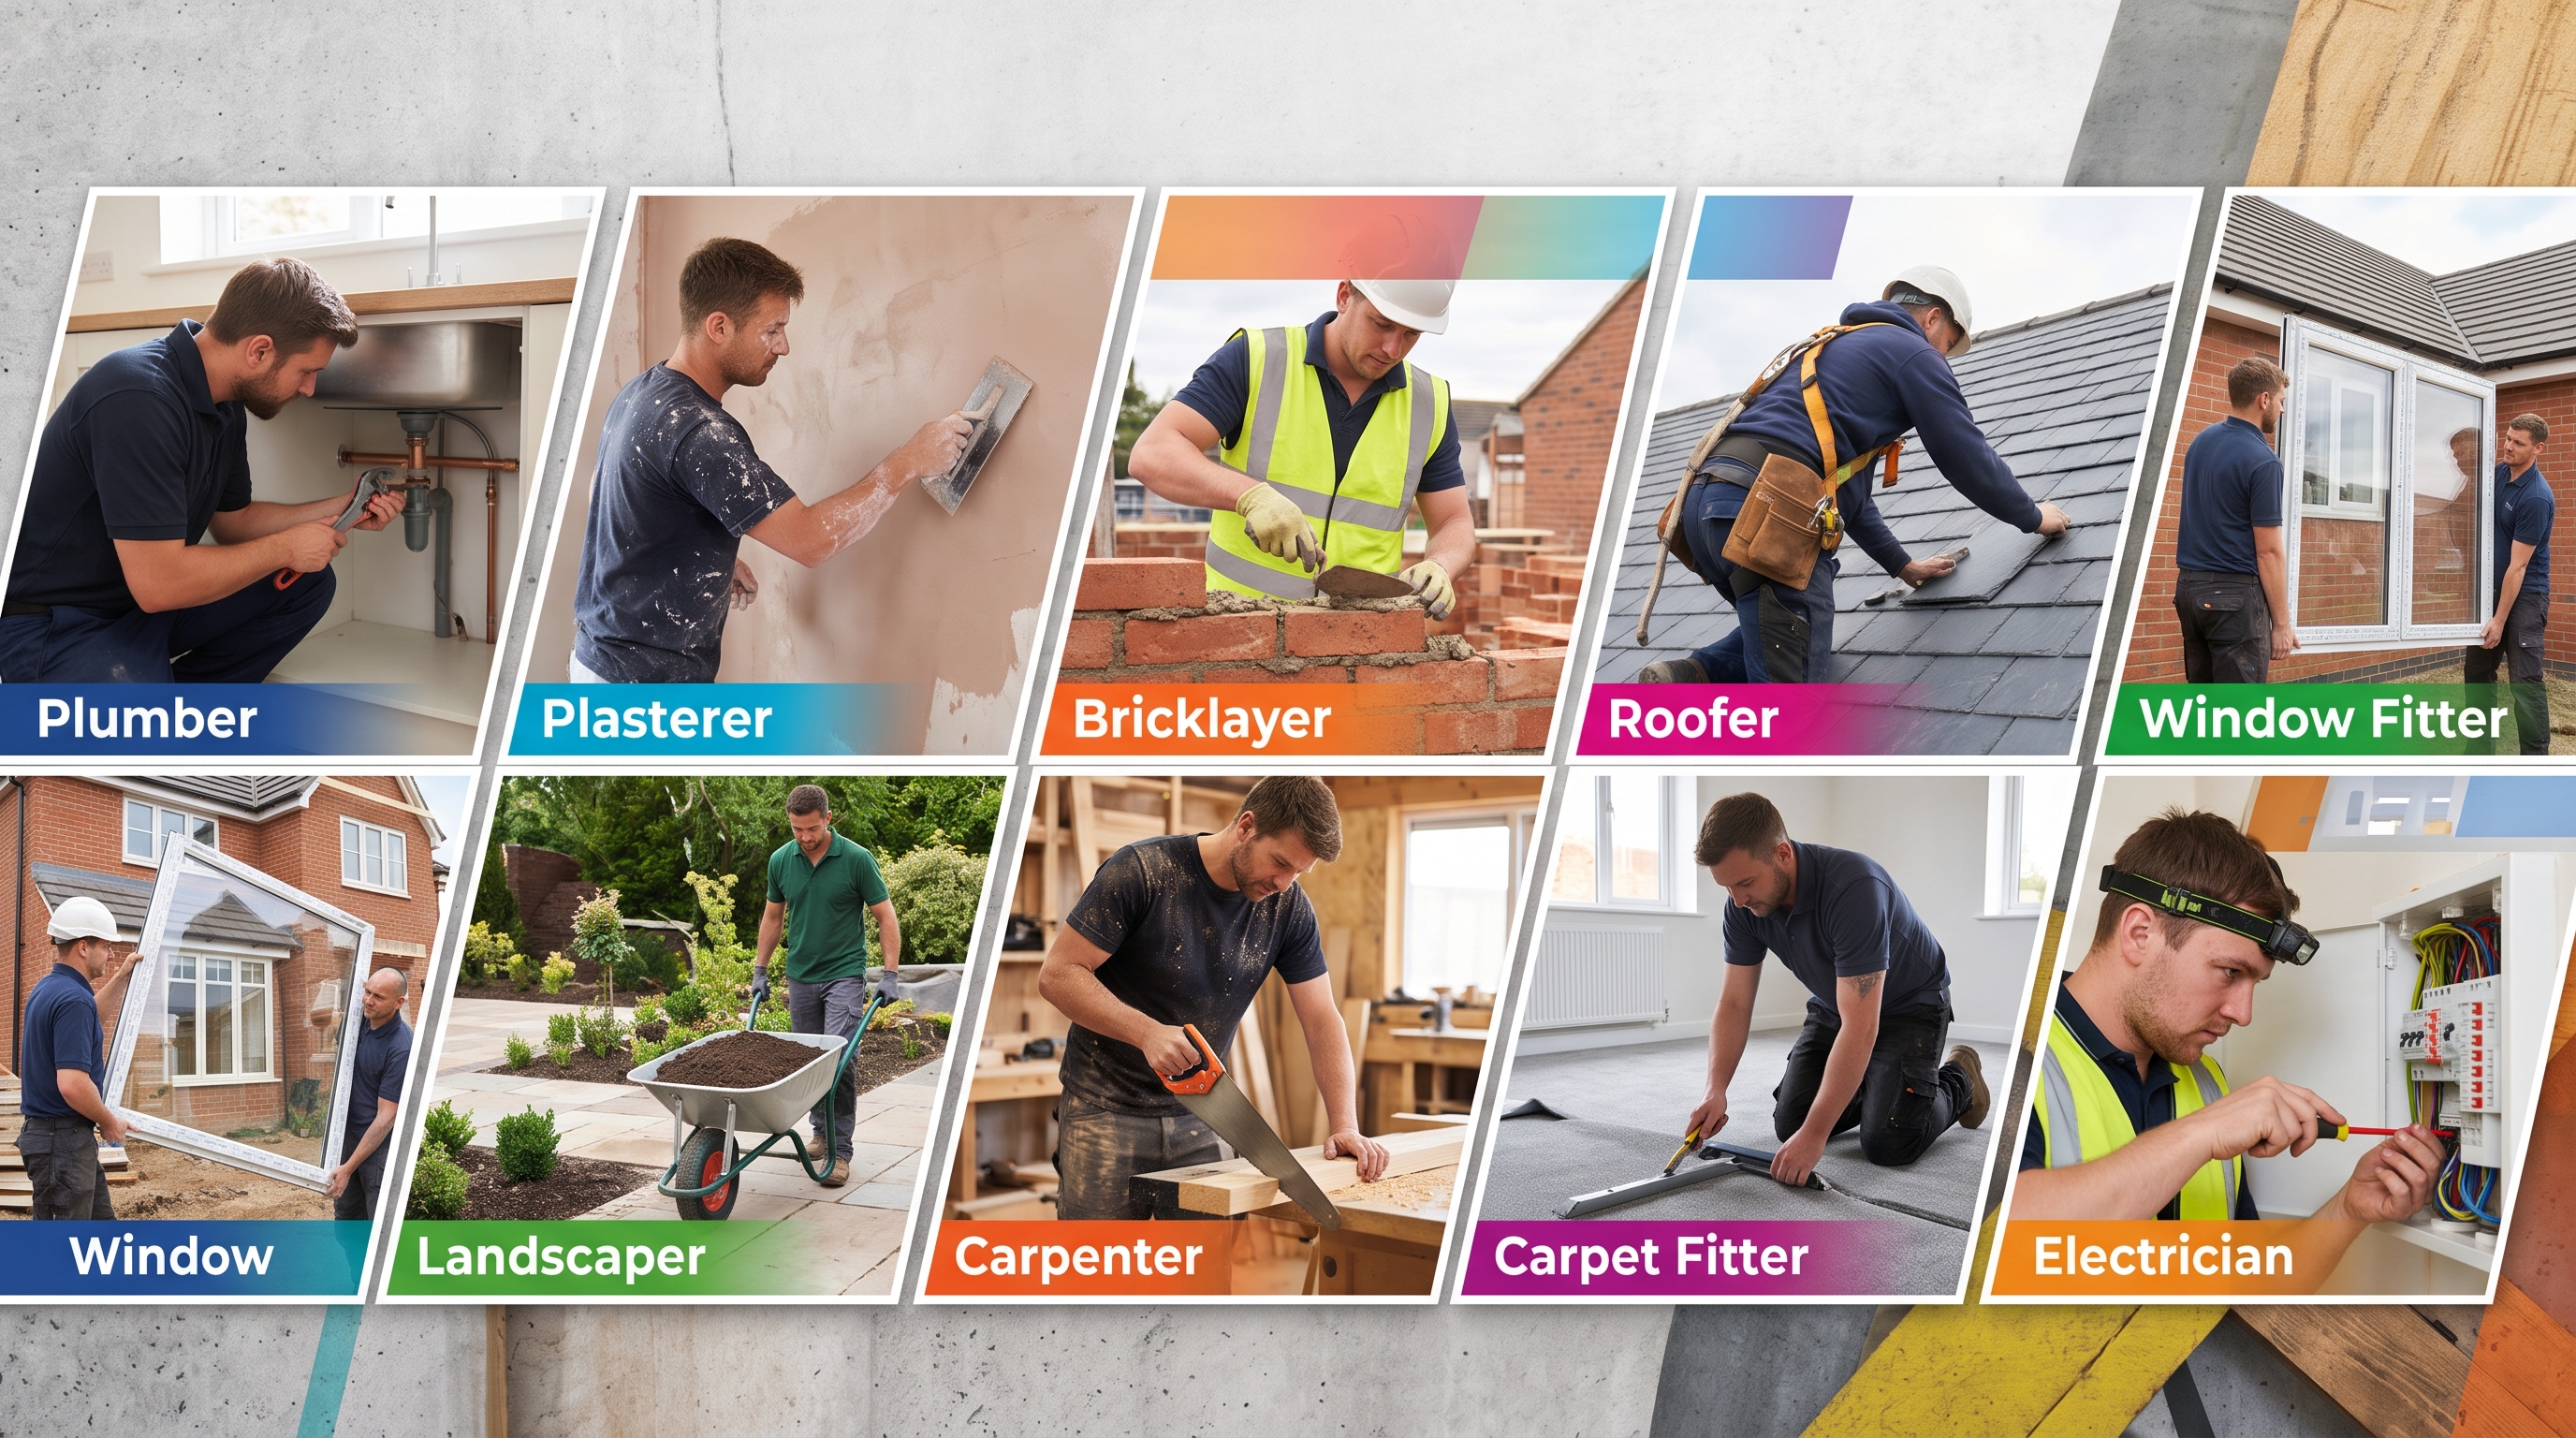 Plumber
Plasterer
Bricklayer
Roofer
Window Fitter
Window
Landscaper
Carpenter
Carpet Fitter
Electrician